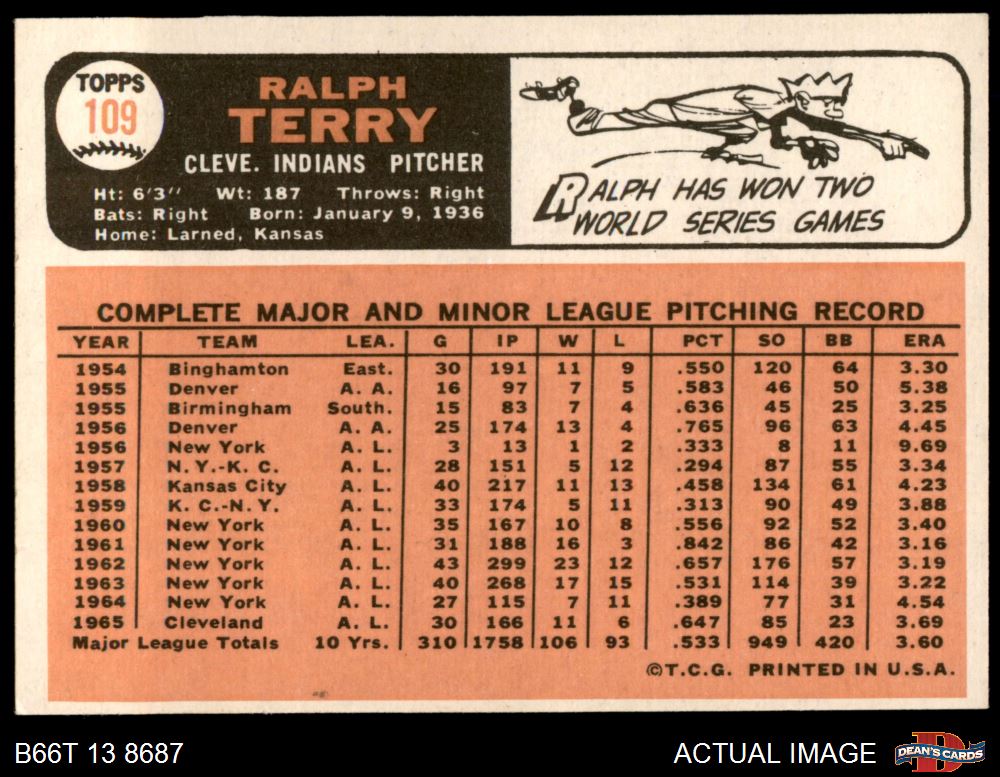 TOPPS
109
RALPH
TERRY
CLEVE. INDIANS PITCHER
Ht: 6'3" Wt: 187 Throws: Right
Bats: Right Born: January 9, 1936
Home: Larned, Kansas
RALPH HAS WON TWO
WORLD SERIES GAMES
COMPLETE MAJOR AND MINOR LEAGUE PITCHING RECORD
YEAR TEAM LEA. G IP W L PCT SO BB ERA
1954 Binghamton East. 30 191 11 9 .550 120 64 3.30
1955 Denver A. A. 16 97 7 5 .583 46 50 5.38
1955 Birmingham South. 15 83 7 4 .636 45 25 3.25
1956 Denver A. A. 25 174 13 4 .765 96 63 4.45
1956 New York A. L. 3 13 1 2 .333 8 11 9.69
1957 N. Y.-K. C. A. L. 28 151 5 12 .294 87 55 3.34
1958 Kansas City A. L. 40 217 11 13 .458 134 61 4.23
1959 K. C.-N. Y. A. L. 33 174 5 11 .313 90 49 3.88
1960 New York A. L. 35 167 10 8 .556 92 52 3.40
1961 New York A. L. 31 188 16 3 .842 86 42 3.16
1962 New York A. L. 43 299 23 12 .657 176 57 3.19
1963 New York A. L. 40 268 17 15 .531 114 39 3.22
1964 New York A. L. 27 115 7 11 .389 77 31 4.54
1965 Cleveland A. L. 30 166 11 6 .647 85 23 3.69
Major League Totals 10 Yrs. 310 1758 106 93 .533 949 420 3.60
©T.C.G. PRINTED IN U.S.A.
B66T 13 8687 ACTUAL IMAGE D DEAN'S CARDS